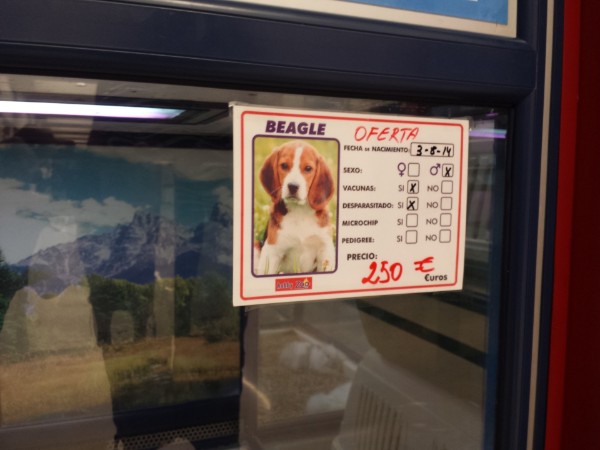 BEAGLE
OFERTA
FECHA DE NACIMIENTO: 3-8-14
SEXO: ♀ ♂ X
VACUNAS: SI X NO
DESPARASITADO: SI X NO
MICROCHIP SI NO
PEDIGREE: SI NO
PRECIO:
250 €
€uros